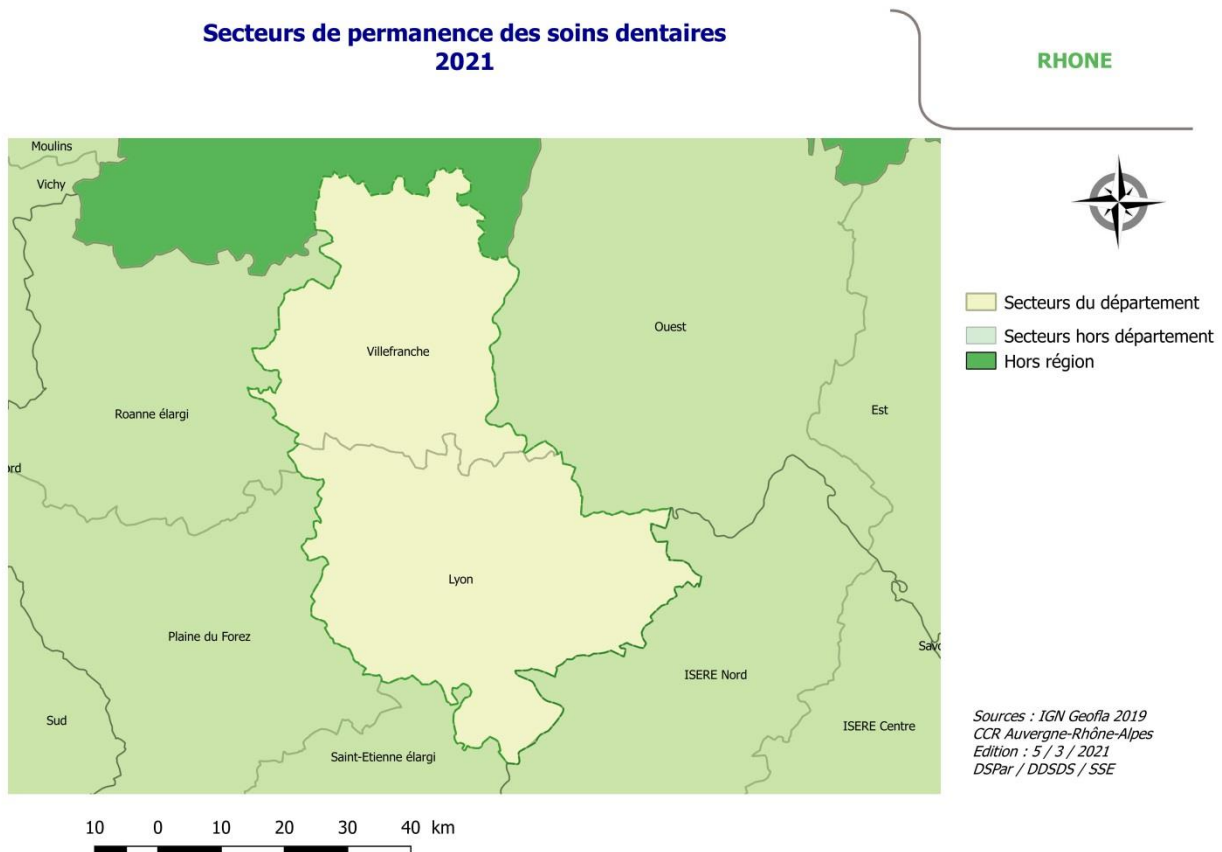 Secteurs de permanence des soins dentaires
2021
RHONE
Moulins
Vichy
Ouest
Villefranche
Roanne élargi
Est
ord
Lyon
Plaine du Forez
Savo
ISERE Nord
Sud
ISERE Centre
Saint-Etienne élargi
Secteurs du département
Secteurs hors département
Hors région
Sources : IGN Geofla 2019
CCR Auvergne-Rhône-Alpes
Edition : 5 / 3 / 2021
DSPar / DDSDS / SSE
10 0 10 20 30 40 km